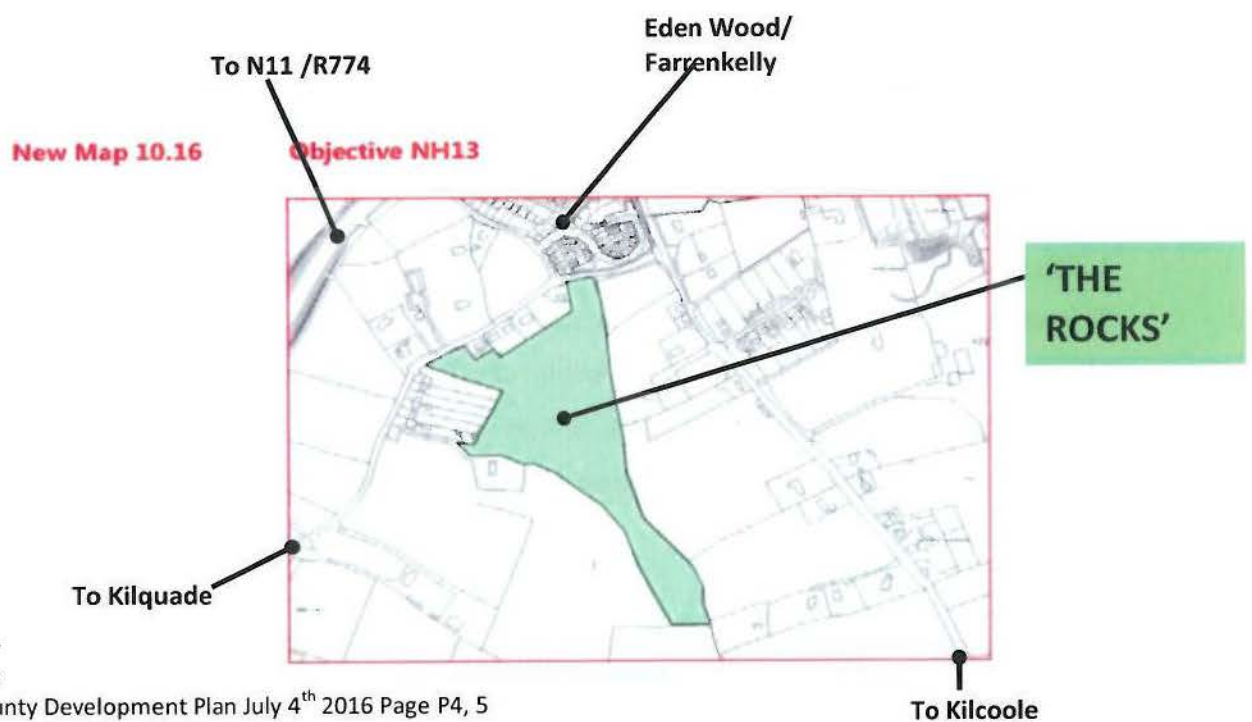 Eden Wood/
Farrenkelly
To N11 /R774
New Map 10.16 Objective NH13
‘THE
ROCKS’
To Kilquade
unty Development Plan July 4th 2016 Page P4, 5
To Kilcoole